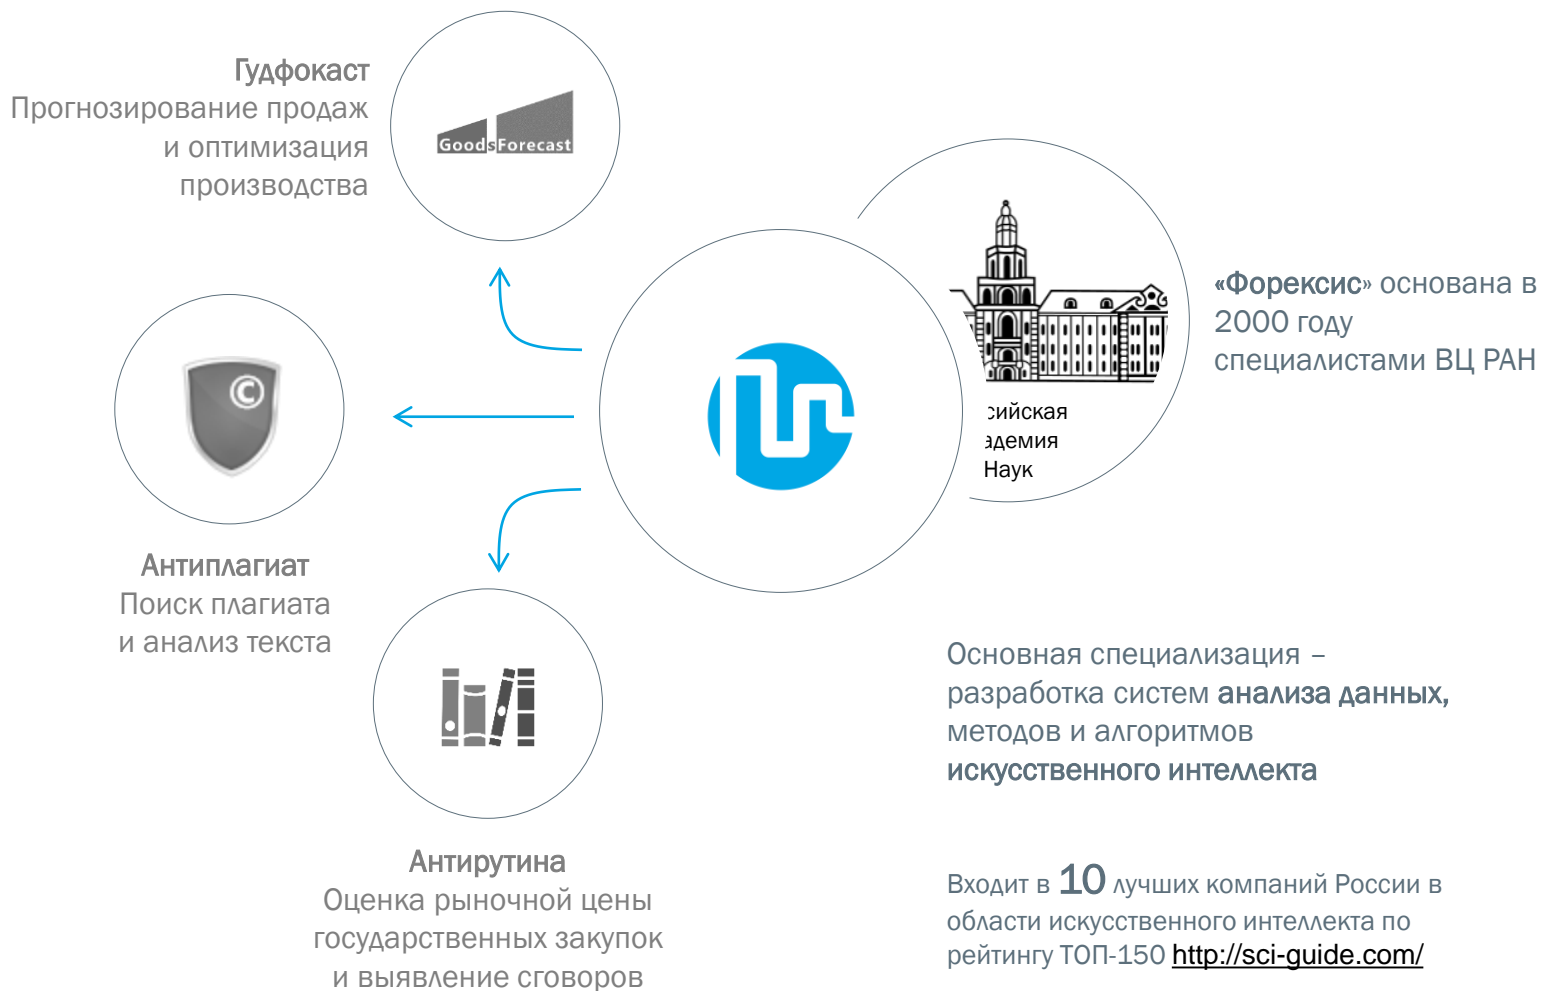 Гудфокаст
Прогнозирование продаж
и оптимизация
производства
GoodsForecast
«Форексис» основана в
2000 году
специалистами ВЦ РАН
сийская
адемия
Наук
©
Антиплагиат
Поиск плагиата
и анализ текста
Основная специализация –
разработка систем анализа данных,
методов и алгоритмов
искусственного интеллекта
Антирутина
Оценка рыночной цены
государственных закупок
и выявление сговоров
Входит в 10 лучших компаний России в
области искусственного интеллекта по
рейтингу ТОП-150 http://sci-guide.com/